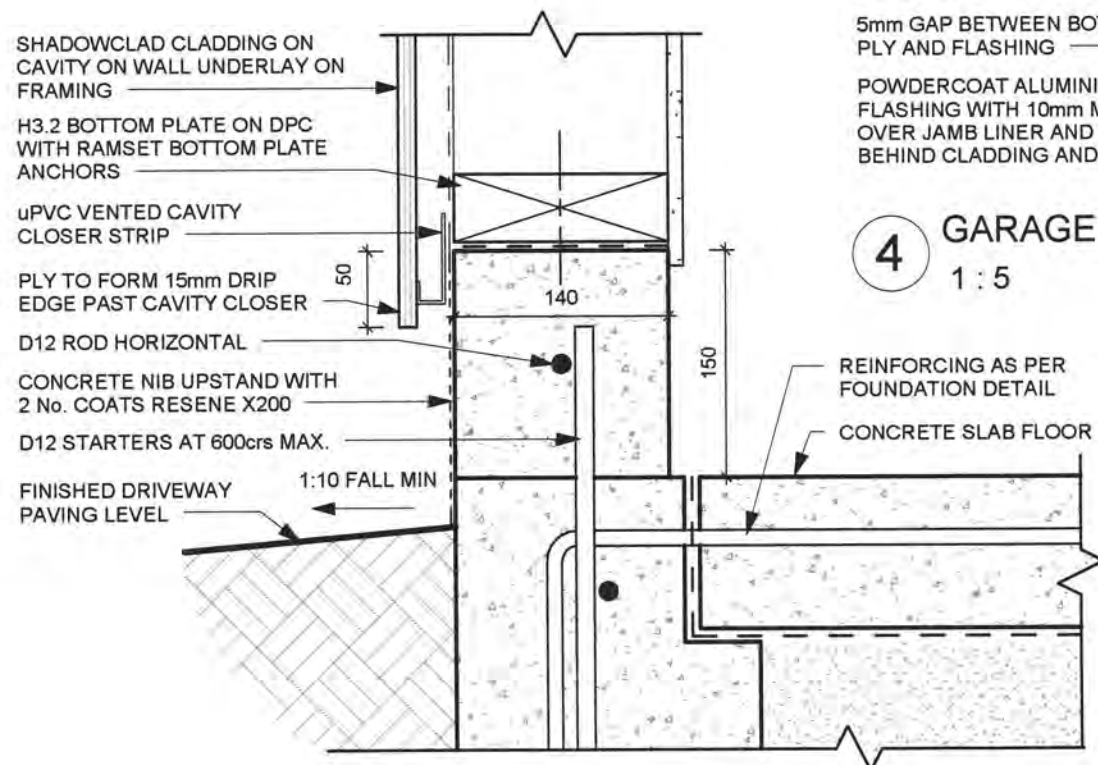 SHADOWCLAD CLADDING ON
CAVITY ON WALL UNDERLAY ON
FRAMING
H3.2 BOTTOM PLATE ON DPC
WITH RAMSET BOTTOM PLATE
ANCHORS
uPVC VENTED CAVITY
CLOSER STRIP
PLY TO FORM 15mm DRIP
EDGE PAST CAVITY CLOSER
D12 ROD HORIZONTAL
CONCRETE NIB UPSTAND WITH
2 No. COATS RESENE X200
D12 STARTERS AT 600crs MAX.
FINISHED DRIVEWAY
PAVING LEVEL
1:10 FALL MIN
50
140
150
5mm GAP BETWEEN BOT
PLY AND FLASHING
POWDERCOAT ALUMINI
FLASHING WITH 10mm M
OVER JAMB LINER AND
BEHIND CLADDING AND
4
GARAGE
1 : 5
REINFORCING AS PER
FOUNDATION DETAIL
CONCRETE SLAB FLOOR